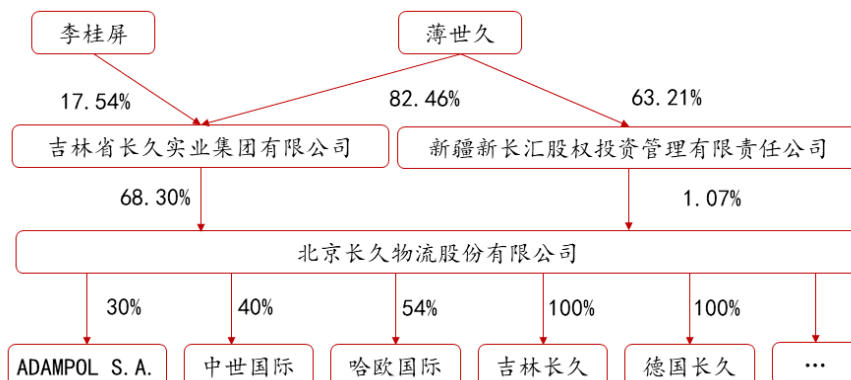 李桂屏
薄世久
17.54%
82.46%
63.21%
吉林省长久实业集团有限公司
新疆新长汇股权投资管理有限责任公司
68.30%
1.07%
北京长久物流股份有限公司
30%
40%
54%
100%
100%
ADAMPOL S.A.
中世国际
哈欧国际
吉林长久
德国长久
…